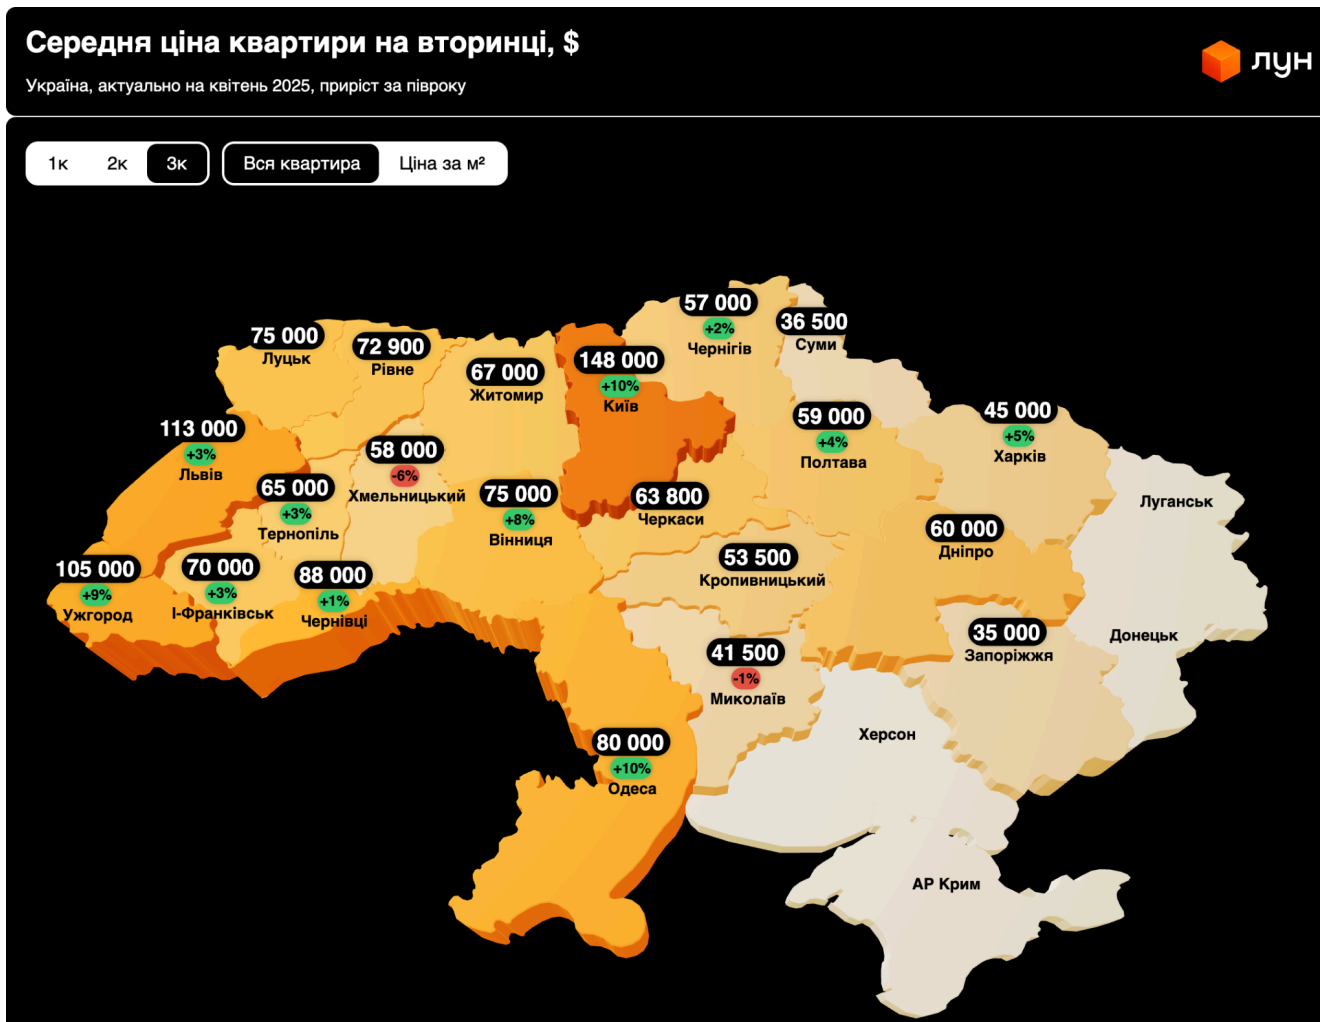 Середня ціна квартири на вторинці, $
Україна, актуально на квітень 2025, приріст за півроку
лун
1к 2к 3к
Вся квартира Ціна за м²
57 000
+2%
Чернігів
36 500
Суми
75 000
Луцьк
72 900
Рівне
67 000
Житомир
148 000
+10%
Київ
113 000
+3%
Львів
58 000
-6%
Хмельницький
59 000
+4%
Полтава
45 000
+5%
Харків
65 000
+3%
Тернопіль
75 000
+8%
Вінниця
63 800
Черкаси
Луганськ
60 000
Дніпро
105 000
+9%
Ужгород
70 000
+3%
І-Франківськ
88 000
+1%
Чернівці
53 500
Кропивницький
35 000
Запоріжжя
Донецьк
41 500
-1%
Миколаїв
80 000
+10%
Одеса
Херсон
АР Крим